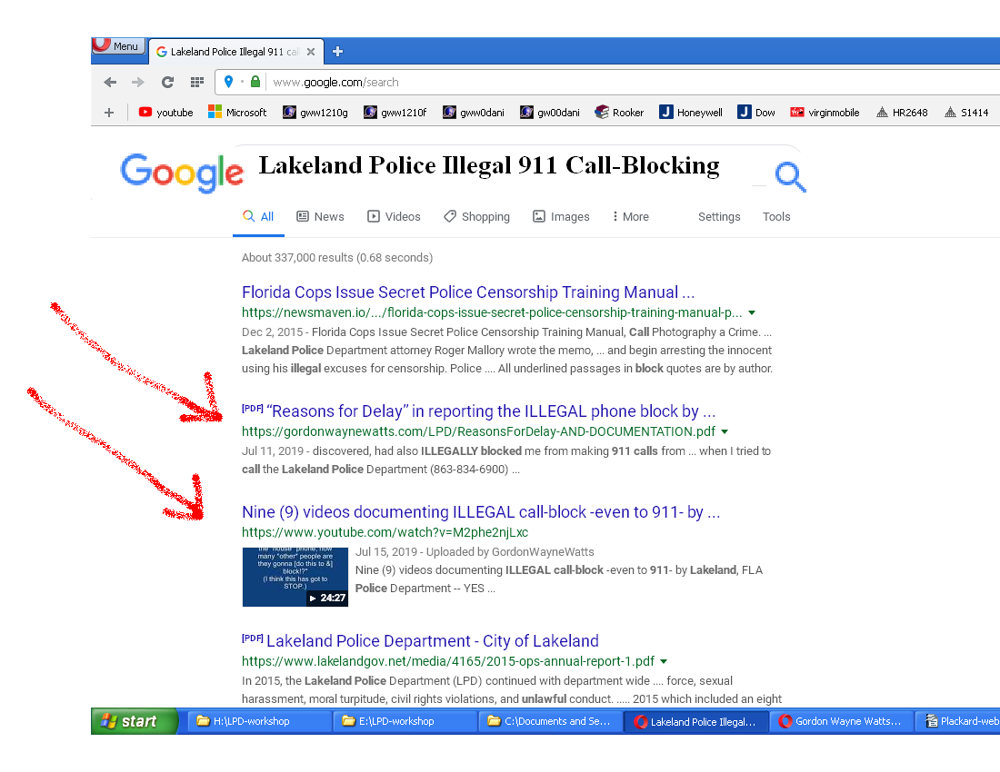 Menu
Lakeland Police Illegal 911 call
www.google.com/search
youtube Microsoft gww1210g gww1210f gww0dani gw00dani Rooker Honeywell Dow virginmobile HR2648 S1414
Google Lakeland Police Illegal 911 Call-Blocking
All News Videos Shopping Images More Settings Tools
About 337,000 results (0.68 seconds)
Florida Cops Issue Secret Police Censorship Training Manual ...
https://newsmaven.io/.../florida-cops-issue-secret-police-censorship-training-manual-p...
Dec 2, 2015 - Florida Cops Issue Secret Police Censorship Training Manual, Call Photography a Crime. ...
Lakeland Police Department attorney Roger Mallory wrote the memo, ... and begin arresting the innocent
using his illegal excuses for censorship. Police .... All underlined passages in block quotes are by author.
[PDF] “Reasons for Delay” in reporting the ILLEGAL phone block by ...
https://gordonwaynewatts.com/LPD/ReasonsForDelay-AND-DOCUMENTATION.pdf
Jul 11, 2019 - discovered, had also ILLEGALLY blocked me from making 911 calls from ... when I tried to
call the Lakeland Police Department (863-834-6900) ...
Nine (9) videos documenting ILLEGAL call-block -even to 911- by ...
https://www.youtube.com/watch?v=M2phe2njLxc
the "house" phone, how
many "other" people are
they gonna [do this to &]
block!?"
(I think this has got to
STOP.)
24:27
Jul 15, 2019 - Uploaded by GordonWayneWatts
Nine (9) videos documenting ILLEGAL call-block -even to 911- by Lakeland, FLA
Police Department -- YES ...
[PDF] Lakeland Police Department - City of Lakeland
https://www.lakelandgov.net/media/4165/2015-ops-annual-report-1.pdf
In 2015, the Lakeland Police Department (LPD) continued with department wide .... force, sexual
harassment, moral turpitude, civil rights violations, and unlawful conduct. ..... 2015 which included an eight
start H:\LPD-workshop E:\LPD-workshop C:\Documents and Se... Lakeland Police Illegal... Gordon Wayne Watts... Plackard-web